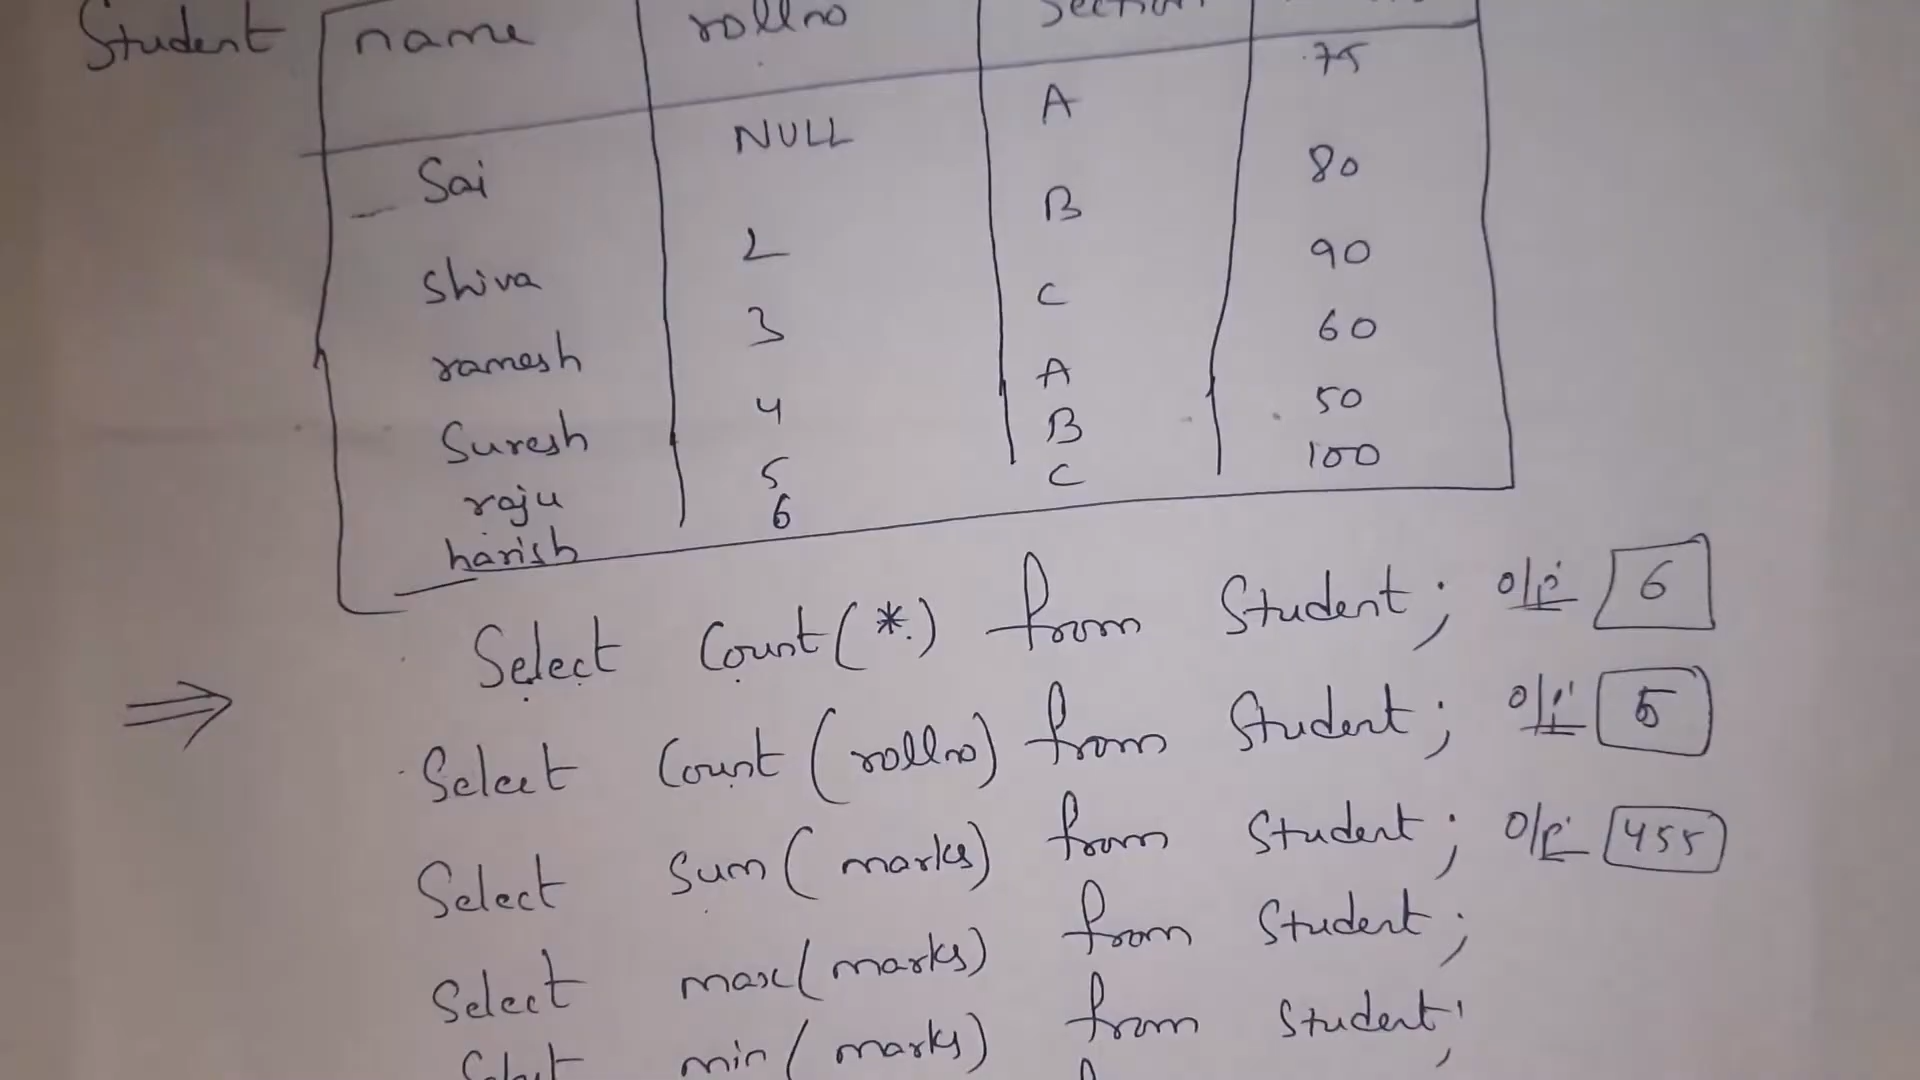 Student name rollno section
Sai NULL A 75
Shiva 2 B 80
ramesh 3 C 90
Suresh 4 A 60
raju 5 B 50
harish 6 C 100
Select Count(*) from Student; o/p 6
⇒
Select Count(rollno) from Student; o/p 5
Select Sum(marks) from Student; o/p 455
Select max(marks) from Student;
Select min(marks) from Student;